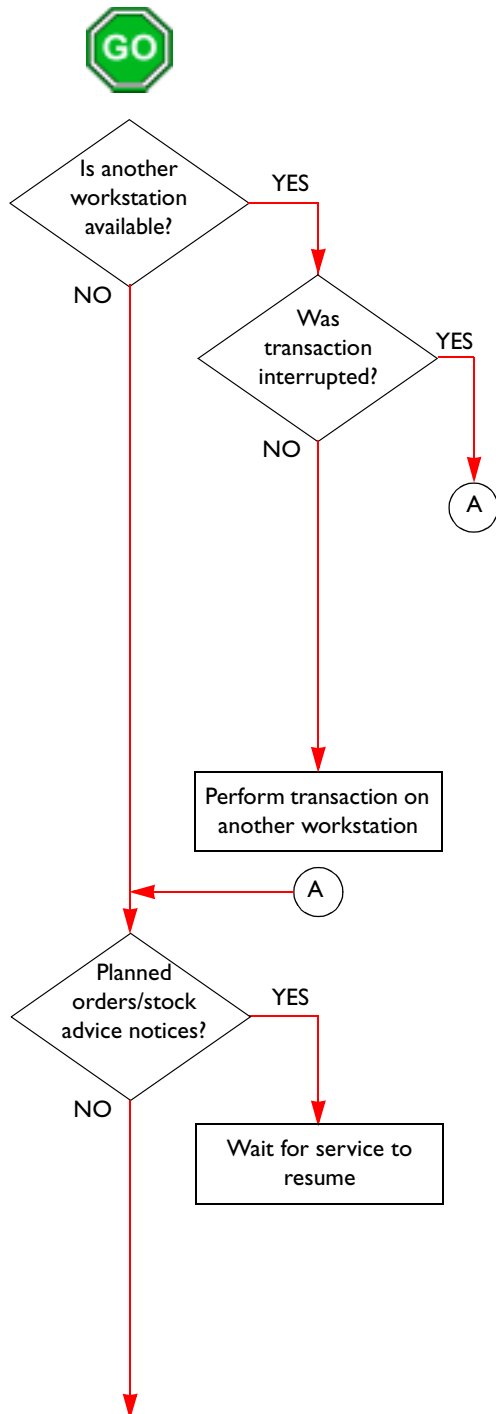 GO
Is another
workstation
available?
YES
NO
Was
transaction
interrupted?
YES
NO
A
Perform transaction on
another workstation
A
Planned
orders/stock
advice notices?
YES
NO
Wait for service to
resume